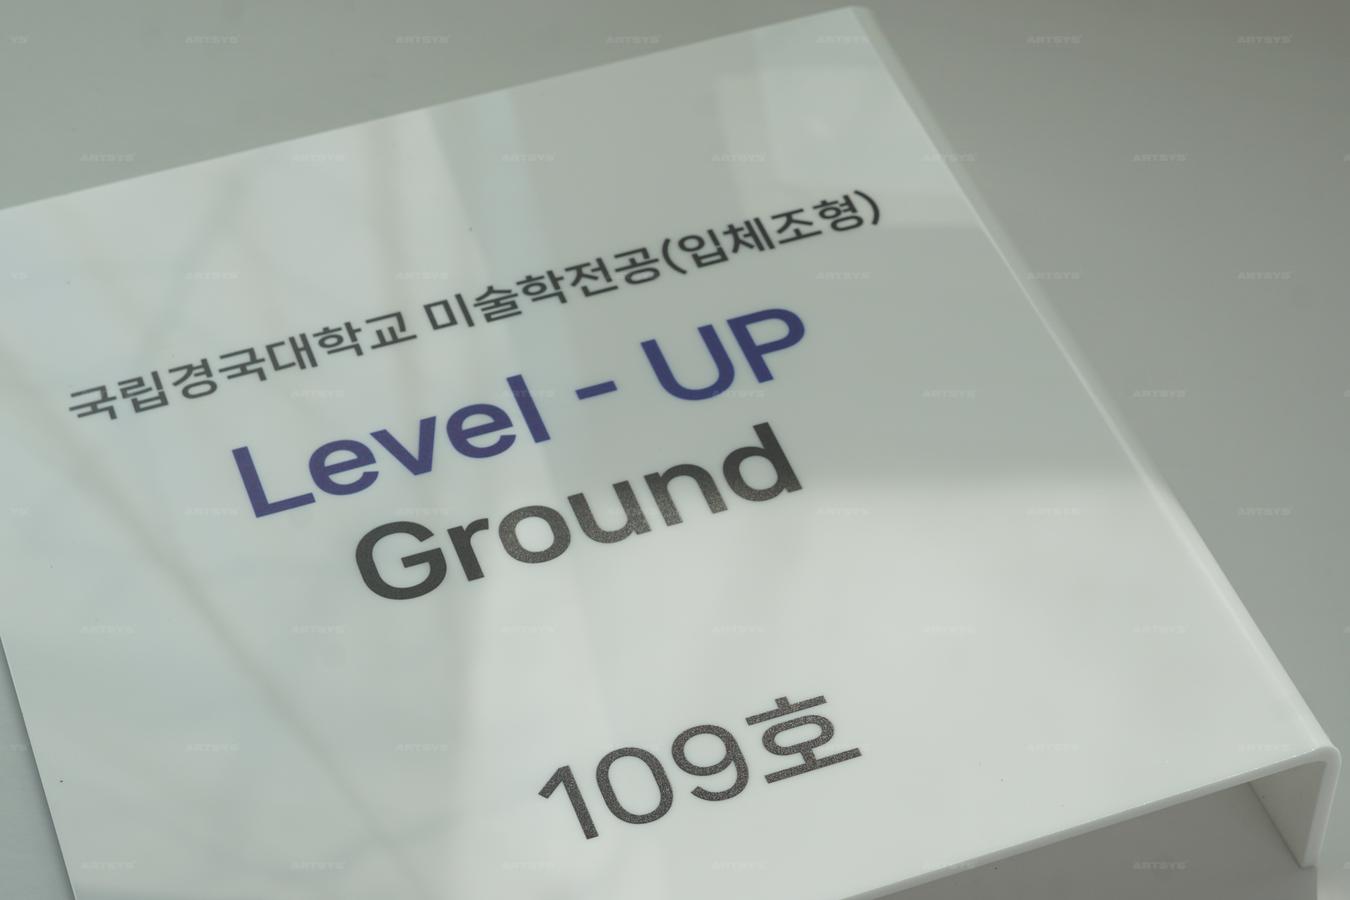 국립경국대학교 미술학전공(입체조형)
Level - UP
Ground
109호
ARTSYS